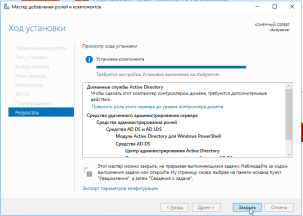 Мастер добавления ролей и компонентов
Ход установки
КОНЕЧНЫЙ СЕРВЕР
studyserver
Перед началом работы
Тип установки
Выбор сервера
Роли сервера
Компоненты
AD DS
Подтверждение
Результаты
Просмотр хода установки
Установка компонента
Требуется настройка. Установка выполнена на studyserver.
Доменные службы Active Directory
Чтобы сделать этот компьютер контроллером домена, требуются дополнительные
действия.
Повысить роль этого сервера до уровня контроллера домена
Средства удаленного администрирования сервера
Средства администрирования ролей
Средства AD DS и AD LDS
Модуль Active Directory для Windows PowerShell
Средства AD DS
Центр администрирования Active Directory
Этот мастер можно закрыть, не прерывая выполняющиеся задачи. Наблюдайте за
ходом выполнения задачи или откройте эту страницу снова, выбрав на панели команд пункт
"Уведомления", а затем "Сведения о задаче".
Экспорт параметров конфигурации
< Назад
Далее >
Закрыть
Отмена